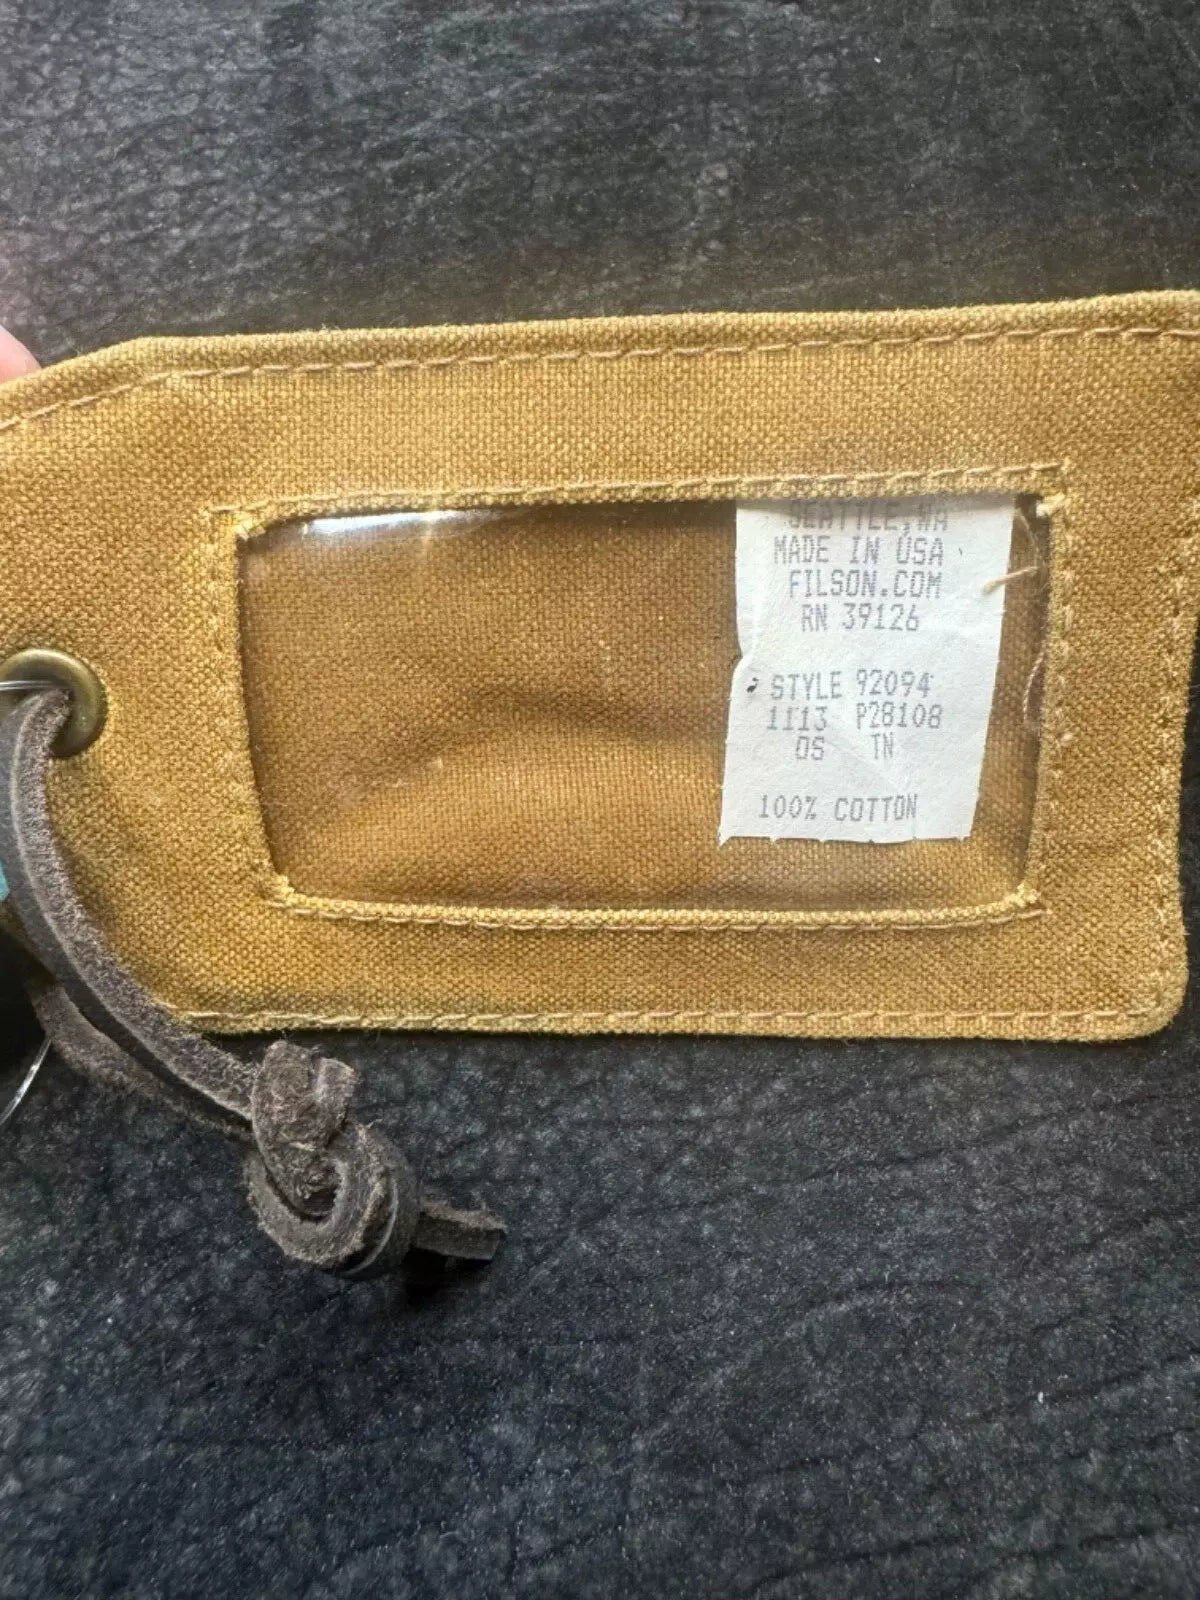 SEATTLE, WA
MADE IN USA
FILSON.COM
RN 39126
STYLE 92094
1113 P28108
OS TN
100% COTTON